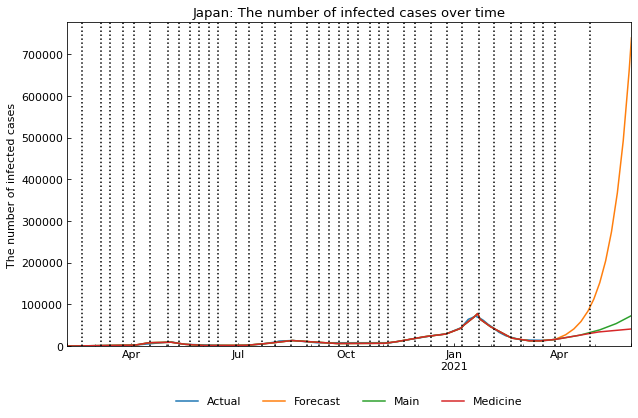 Japan: The number of infected cases over time
The number of infected cases
700000
600000
500000
400000
300000
200000
100000
0
Apr
Jul
Oct
Jan
2021
Apr
Actual
Forecast
Main
Medicine